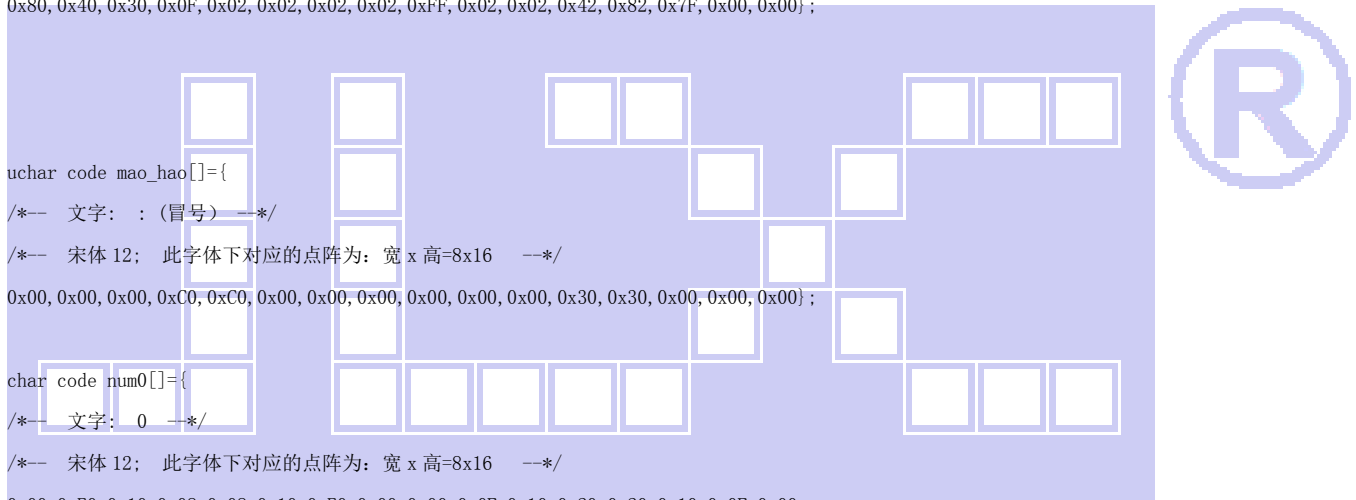 0x80,0x40,0x30,0x0F,0x02,0x02,0x02,0x02,0xFF,0x02,0x02,0x42,0x82,0x7F,0x00,0x00};
uchar code mao_hao[]={
/*--  文字:  :(冒号)  --*/
/*--  宋体 12;  此字体下对应的点阵为: 宽 x 高=8x16   --*/
0x00,0x00,0x00,0xC0,0xC0,0x00,0x00,0x00,0x00,0x00,0x00,0x30,0x30,0x00,0x00,0x00};
char code num0[]={
/*--  文字:  0  --*/
/*--  宋体 12;  此字体下对应的点阵为: 宽 x 高=8x16   --*/